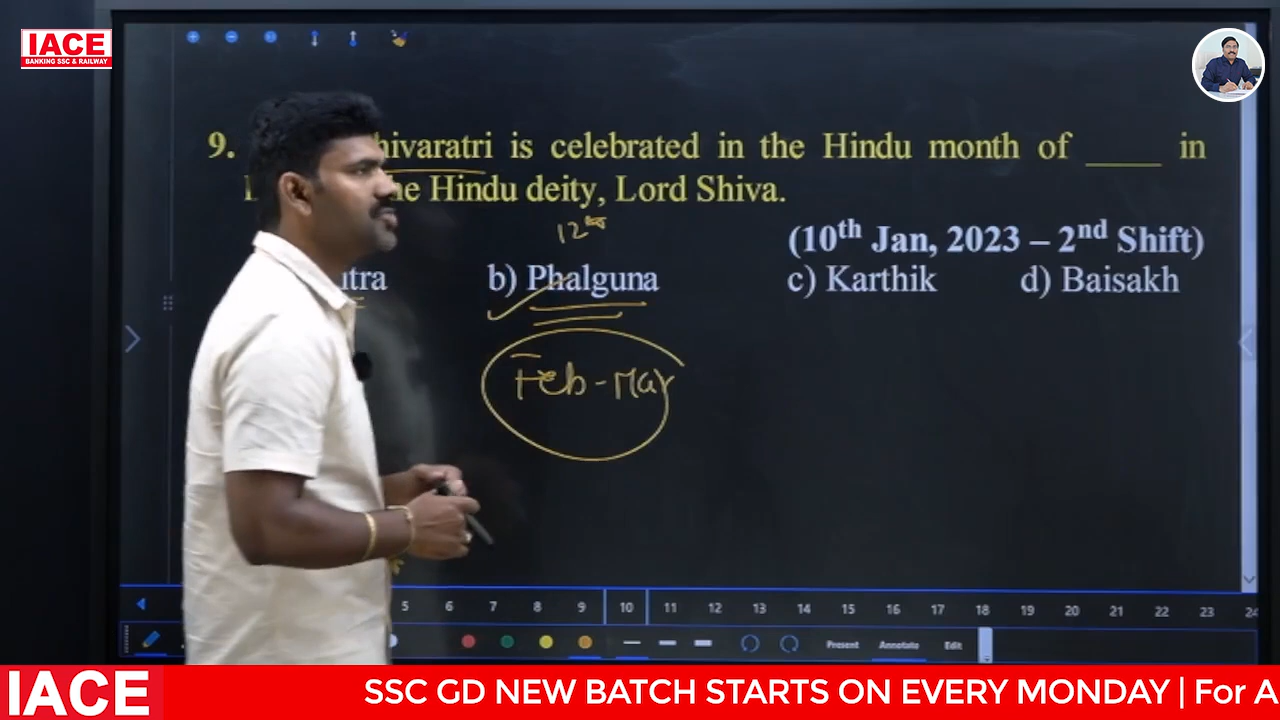 IACE
BANKING SSC & RAILWAY
9. hivaratri is celebrated in the Hindu month of _____ in
he Hindu deity, Lord Shiva.
12th
(10th Jan, 2023 – 2nd Shift)
itra b) Phalguna c) Karthik d) Baisakh
Feb-Mar
5 6 7 8 9 10 11 12 13 14 15 16 17 18 19 20 21 22 23 24
Present Annotate Edit
IACE SSC GD NEW BATCH STARTS ON EVERY MONDAY | For A